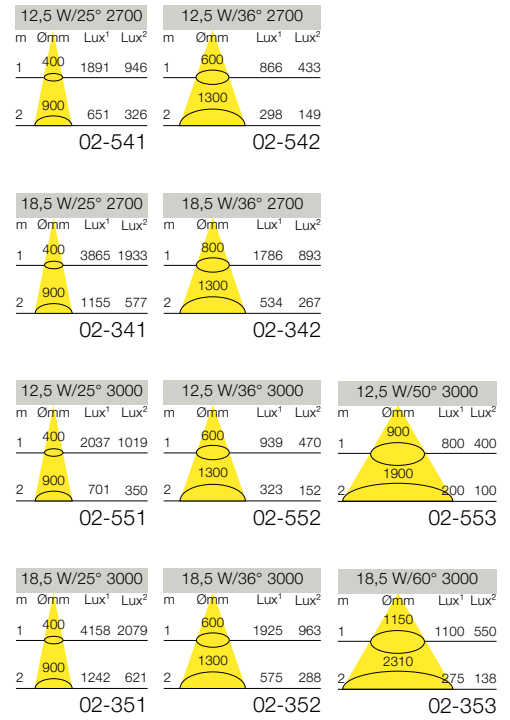 12,5 W/25° 2700
m Ømm Lux¹ Lux²
1 400 1891 946
2 900 651 326
02-541
12,5 W/36° 2700
m Ømm Lux¹ Lux²
1 600 866 433
2 1300 298 149
02-542
18,5 W/25° 2700
m Ømm Lux¹ Lux²
1 400 3865 1933
2 900 1155 577
02-341
18,5 W/36° 2700
m Ømm Lux¹ Lux²
1 800 1786 893
2 1300 534 267
02-342
12,5 W/25° 3000
m Ømm Lux¹ Lux²
1 400 2037 1019
2 900 701 350
02-551
12,5 W/36° 3000
m Ømm Lux¹ Lux²
1 600 939 470
2 1300 323 152
02-552
12,5 W/50° 3000
m Ømm Lux¹ Lux²
1 900 800 400
2 1900 200 100
02-553
18,5 W/25° 3000
m Ømm Lux¹ Lux²
1 400 4158 2079
2 900 1242 621
02-351
18,5 W/36° 3000
m Ømm Lux¹ Lux²
1 600 1925 963
2 1300 575 288
02-352
18,5 W/60° 3000
m Ømm Lux¹ Lux²
1 1150 1100 550
2 2310 275 138
02-353